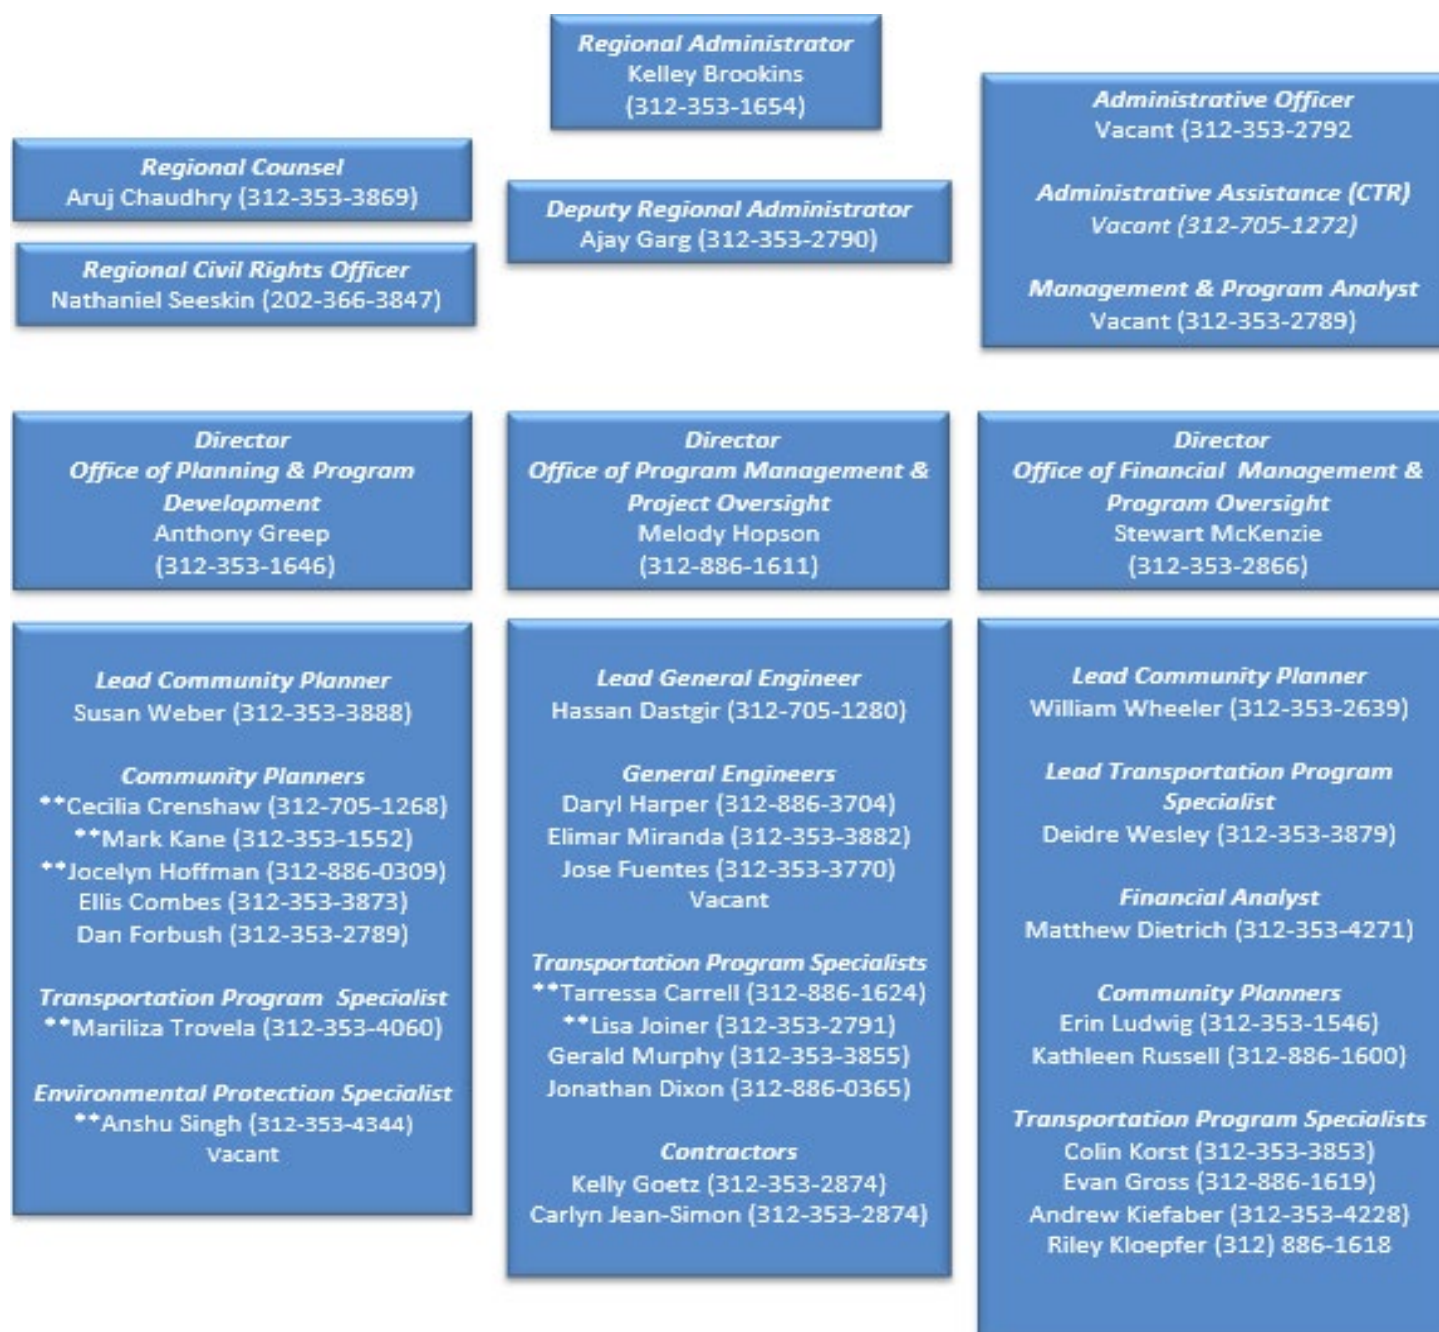 Regional Administrator
Kelley Brookins
(312-353-1654)
Administrative Officer
Vacant (312-353-2792
Administrative Assistance (CTR)
Vacant (312-705-1272)
Management & Program Analyst
Vacant (312-353-2789)
Regional Counsel
Aruj Chaudhry (312-353-3869)
Deputy Regional Administrator
Ajay Garg (312-353-2790)
Regional Civil Rights Officer
Nathaniel Seeskin (202-366-3847)
Director
Office of Planning & Program
Development
Anthony Greep
(312-353-1646)
Director
Office of Program Management &
Project Oversight
Melody Hopson
(312-886-1611)
Director
Office of Financial Management &
Program Oversight
Stewart McKenzie
(312-353-2866)
Lead Community Planner
Susan Weber (312-353-3888)
Community Planners
**Cecilia Crenshaw (312-705-1268)
**Mark Kane (312-353-1552)
**Jocelyn Hoffman (312-886-0309)
Ellis Combes (312-353-3873)
Dan Forbush (312-353-2789)
Transportation Program Specialist
**Mariliza Trovela (312-353-4060)
Environmental Protection Specialist
**Anshu Singh (312-353-4344)
Vacant
Lead General Engineer
Hassan Dastgir (312-705-1280)
General Engineers
Daryl Harper (312-886-3704)
Elimar Miranda (312-353-3882)
Jose Fuentes (312-353-3770)
Vacant
Transportation Program Specialists
**Tarressa Carrell (312-886-1624)
**Lisa Joiner (312-353-2791)
Gerald Murphy (312-353-3855)
Jonathan Dixon (312-886-0365)
Contractors
Kelly Goetz (312-353-2874)
Carlyn Jean-Simon (312-353-2874)
Lead Community Planner
William Wheeler (312-353-2639)
Lead Transportation Program
Specialist
Deidre Wesley (312-353-3879)
Financial Analyst
Matthew Dietrich (312-353-4271)
Community Planners
Erin Ludwig (312-353-1546)
Kathleen Russell (312-886-1600)
Transportation Program Specialists
Colin Korst (312-353-3853)
Evan Gross (312-886-1619)
Andrew Kiefaber (312-353-4228)
Riley Kloepfer (312) 886-1618